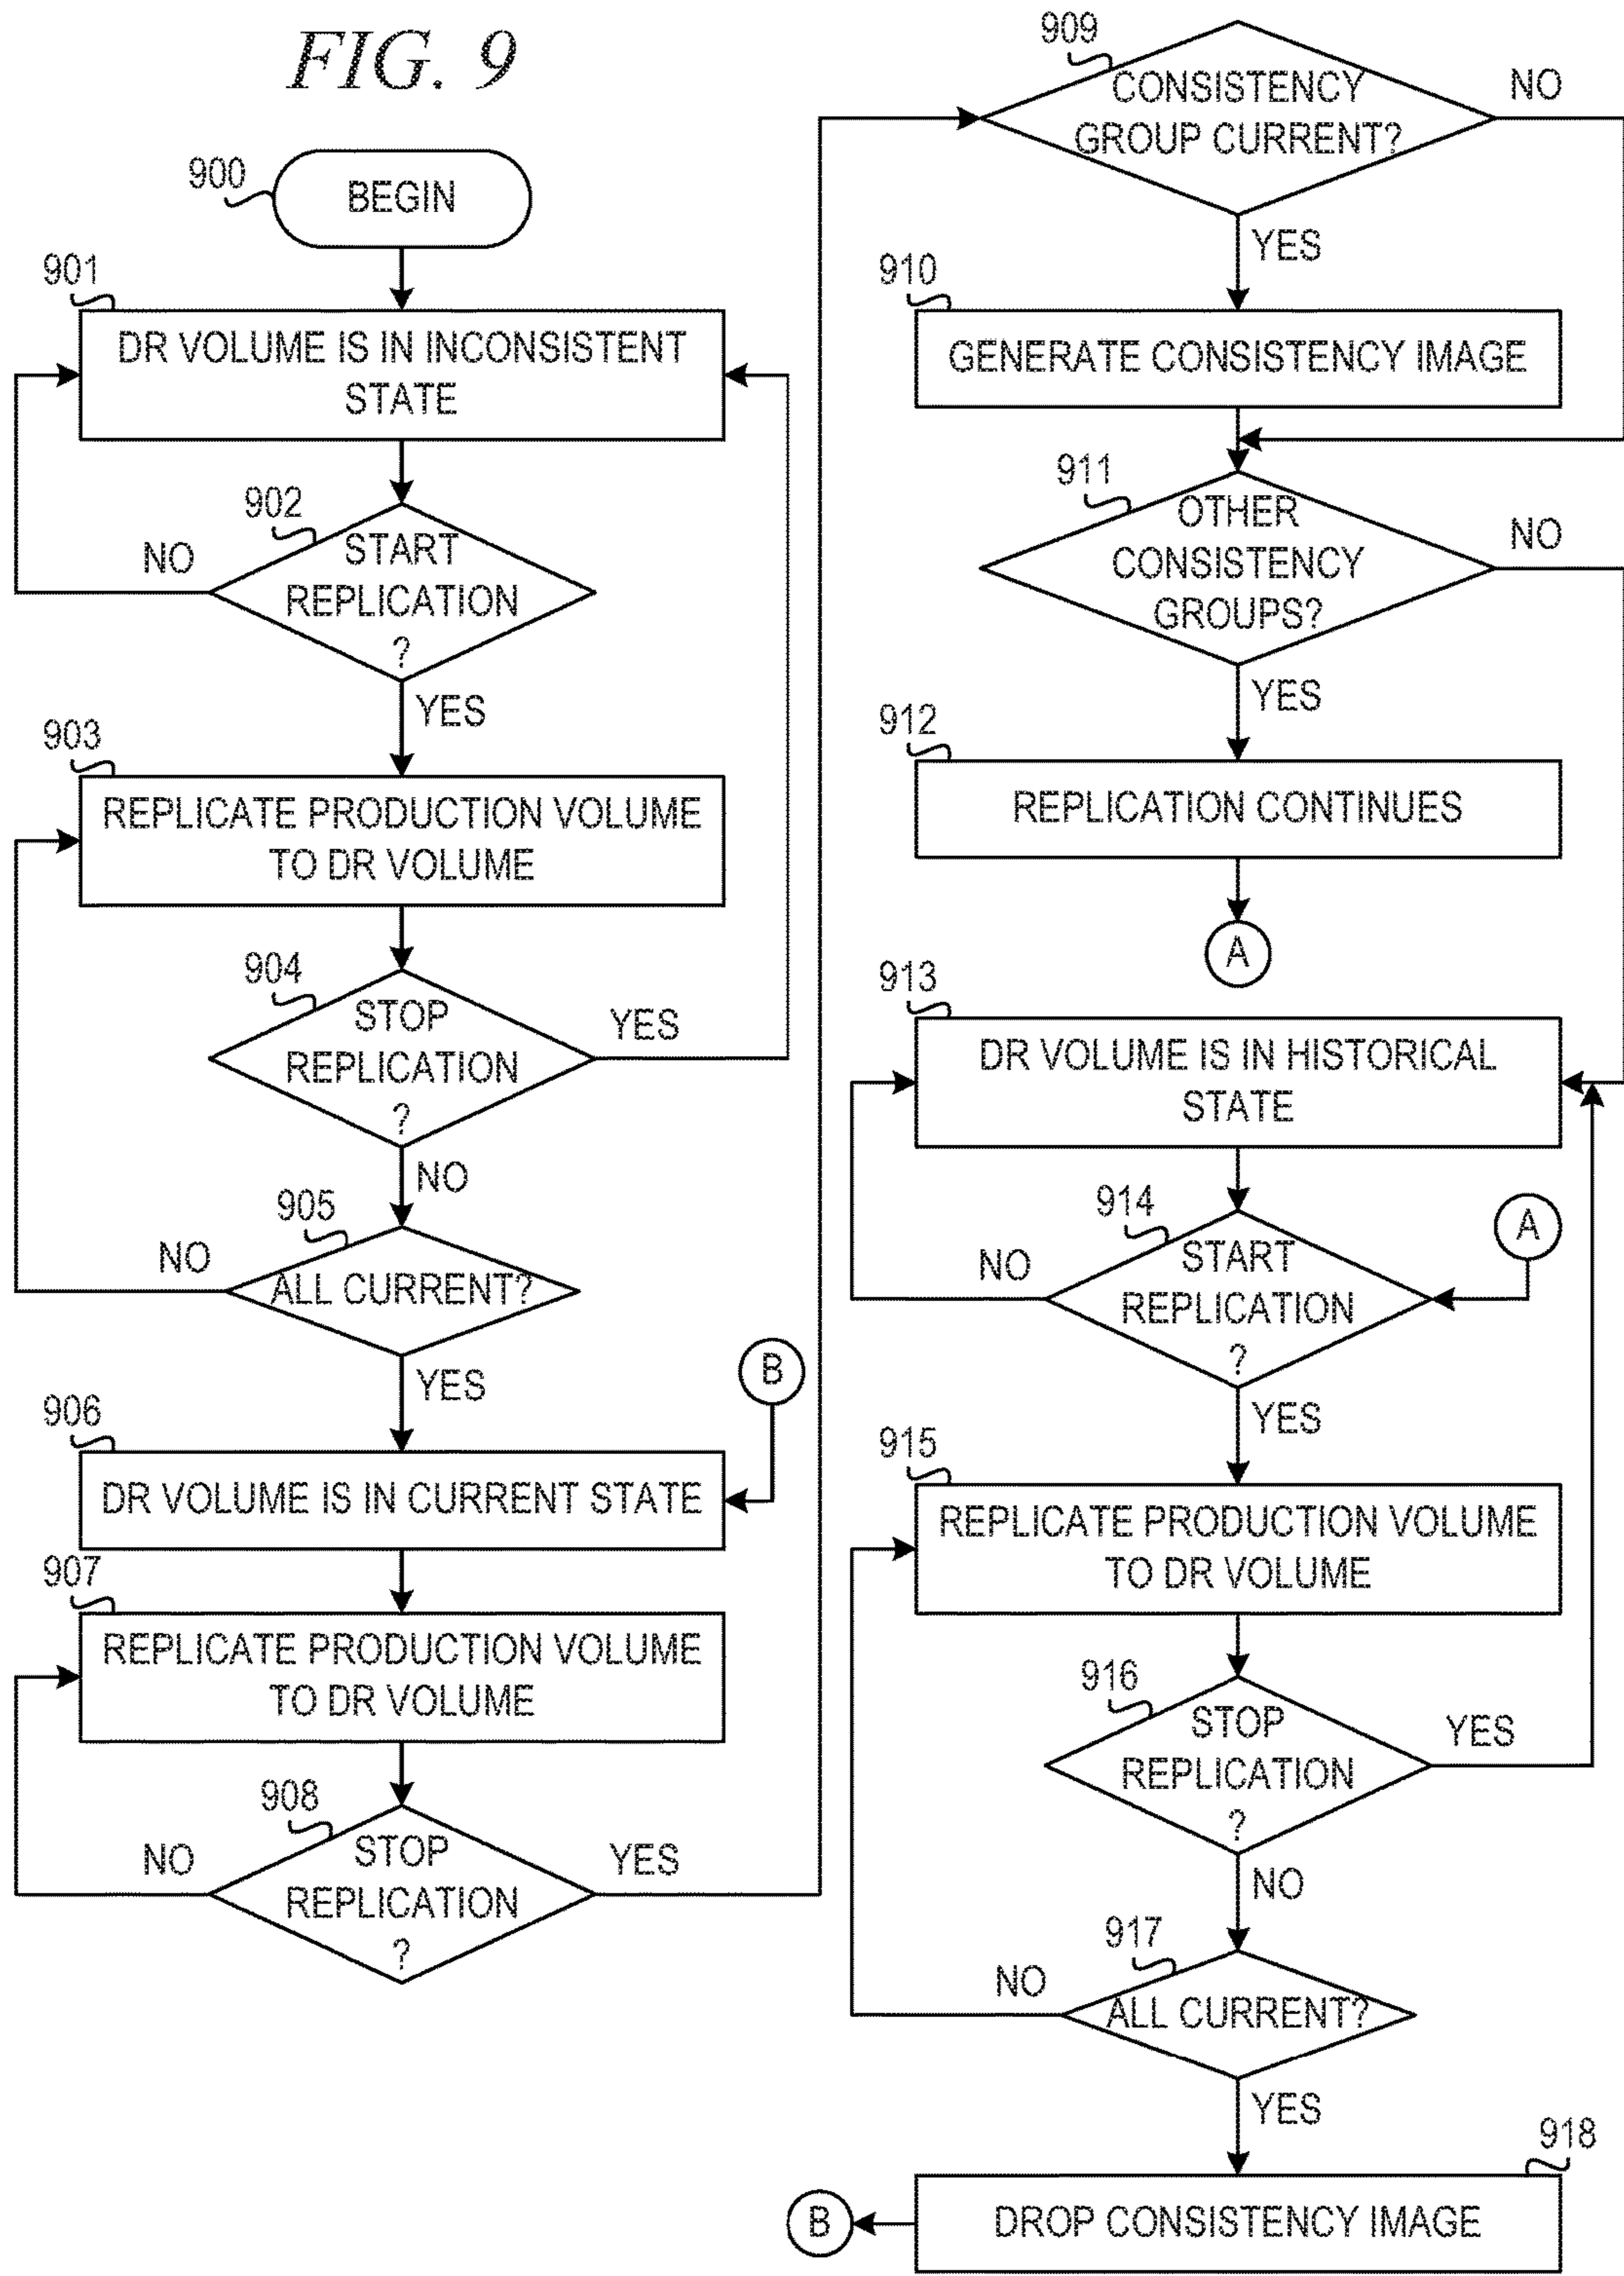 FIG. 9
900
BEGIN
901
DR VOLUME IS IN INCONSISTENT
STATE
902
START
REPLICATION
?
NO
YES
903
REPLICATE PRODUCTION VOLUME
TO DR VOLUME
904
STOP
REPLICATION
?
YES
NO
905
ALL CURRENT?
NO
YES
B
906
DR VOLUME IS IN CURRENT STATE
907
REPLICATE PRODUCTION VOLUME
TO DR VOLUME
908
STOP
REPLICATION
?
NO
YES
909
CONSISTENCY
GROUP CURRENT?
NO
YES
910
GENERATE CONSISTENCY IMAGE
911
OTHER
CONSISTENCY
GROUPS?
NO
YES
912
REPLICATION CONTINUES
A
913
DR VOLUME IS IN HISTORICAL
STATE
914
START
REPLICATION
?
A
NO
YES
915
REPLICATE PRODUCTION VOLUME
TO DR VOLUME
916
STOP
REPLICATION
?
YES
NO
917
ALL CURRENT?
NO
YES
918
DROP CONSISTENCY IMAGE
B